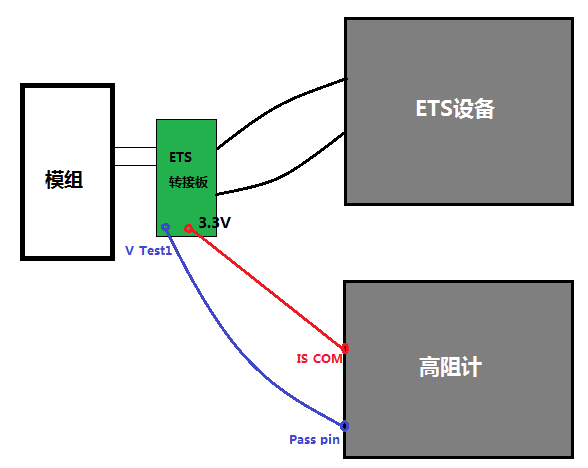 ETS设备
模组
ETS
转接板
3.3V
V Test1
IS COM
高阻计
Pass pin